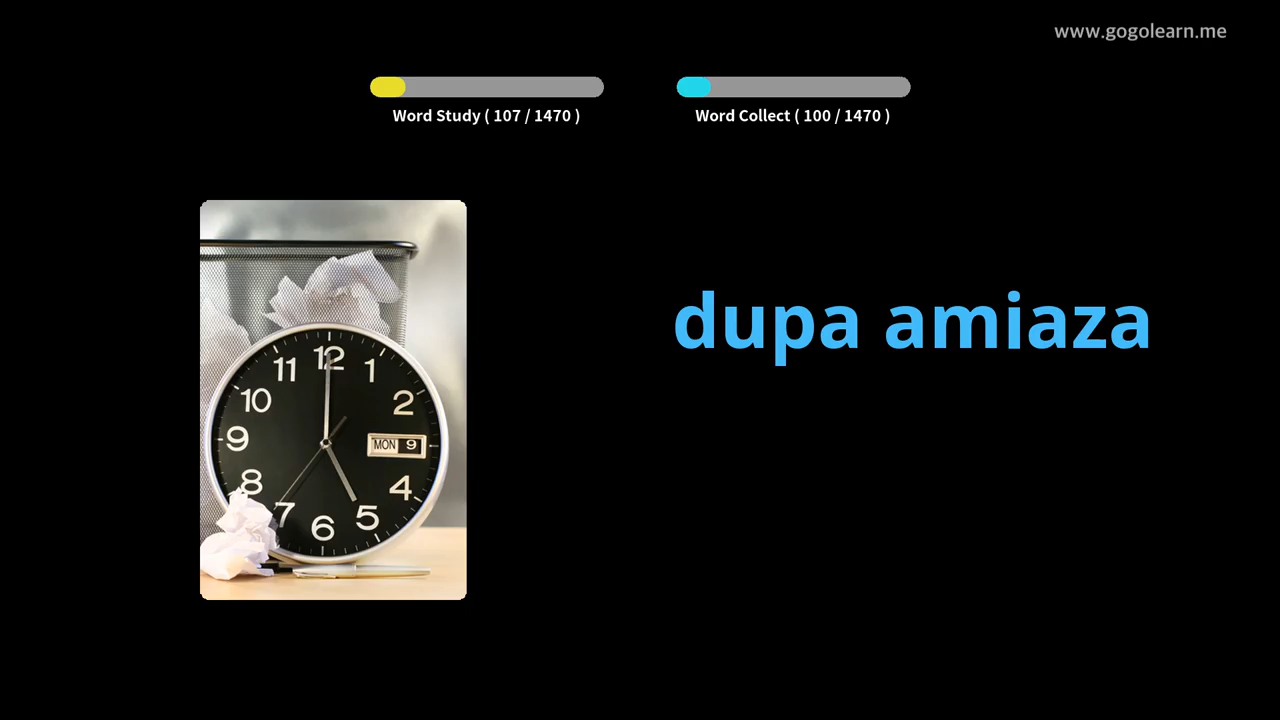 www.gogolearn.me
Word Study ( 107 / 1470 )
Word Collect ( 100 / 1470 )
dupa amiaza
12
11
1
10
2
9
MON 9
8
4
7
5
6